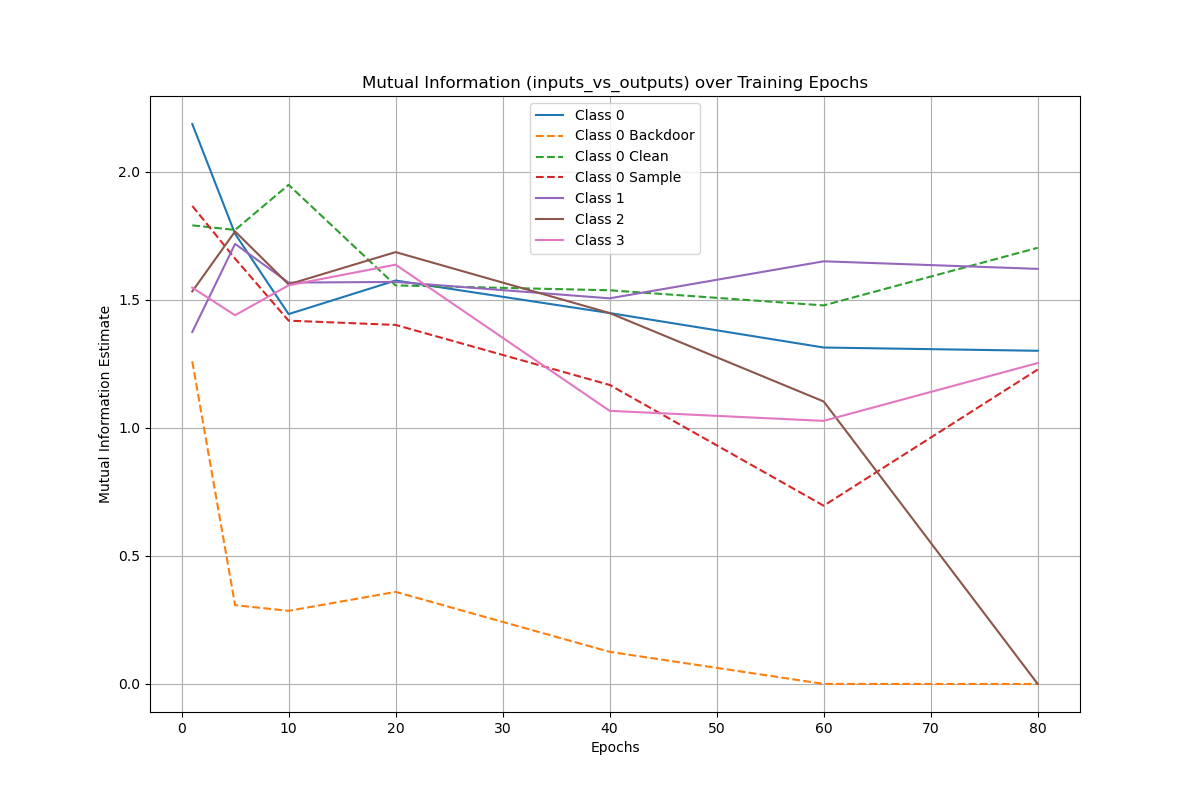 Mutual Information (inputs_vs_outputs) over Training Epochs
Class 0
Class 0 Backdoor
Class 0 Clean
Class 0 Sample
Class 1
Class 2
Class 3
Mutual Information Estimate
2.0
1.5
1.0
0.5
0.0
0 10 20 30 40 50 60 70 80
Epochs